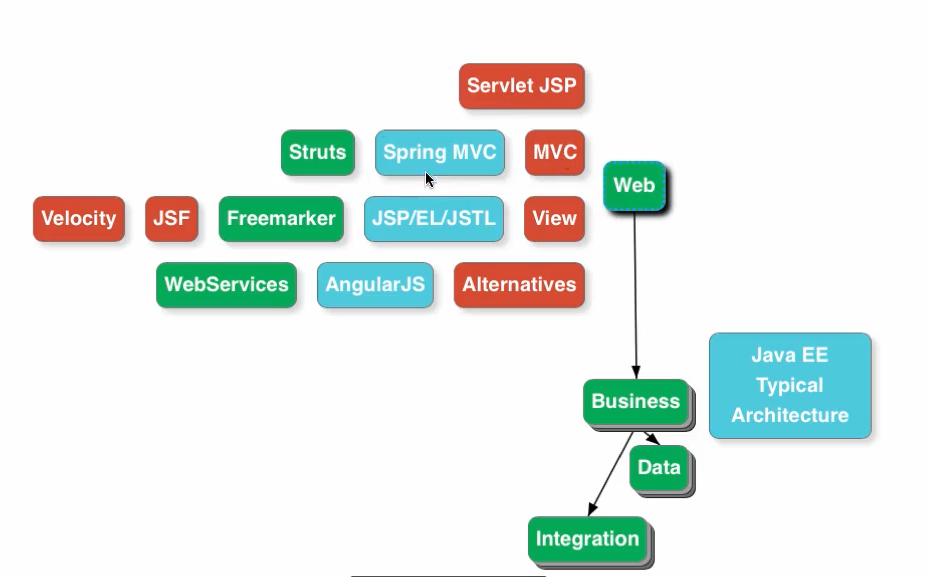 Servlet JSP
Struts Spring MVC MVC
Web
Velocity JSF Freemarker JSP/EL/JSTL View
WebServices AngularJS Alternatives
Java EE
Typical
Architecture
Business
Data
Integration